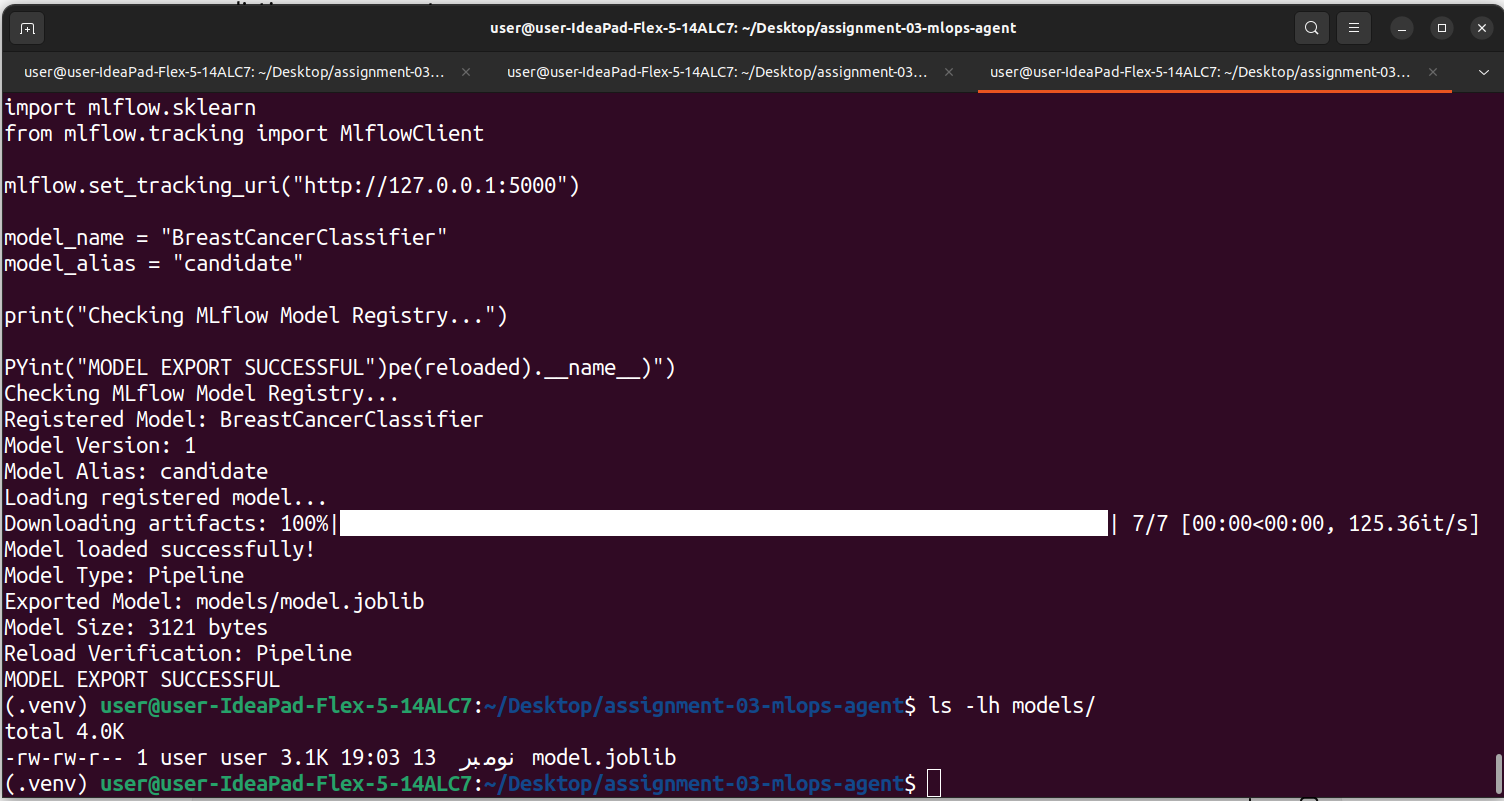 user@user-IdeaPad-Flex-5-14ALC7: ~/Desktop/assignment-03-mlops-agent
user@user-IdeaPad-Flex-5-14ALC7: ~/Desktop/assignment-03...
user@user-IdeaPad-Flex-5-14ALC7: ~/Desktop/assignment-03...
user@user-IdeaPad-Flex-5-14ALC7: ~/Desktop/assignment-03...
import mlflow.sklearn
from mlflow.tracking import MlflowClient
mlflow.set_tracking_uri("http://127.0.0.1:5000")
model_name = "BreastCancerClassifier"
model_alias = "candidate"
print("Checking MLflow Model Registry...")
PYint("MODEL EXPORT SUCCESSFUL")pe(reloaded).__name__)")
Checking MLflow Model Registry...
Registered Model: BreastCancerClassifier
Model Version: 1
Model Alias: candidate
Loading registered model...
Downloading artifacts: 100%| | 7/7 [00:00<00:00, 125.36it/s]
Model loaded successfully!
Model Type: Pipeline
Exported Model: models/model.joblib
Model Size: 3121 bytes
Reload Verification: Pipeline
MODEL EXPORT SUCCESSFUL
(.venv) user@user-IdeaPad-Flex-5-14ALC7:~/Desktop/assignment-03-mlops-agent$ ls -lh models/
total 4.0K
-rw-rw-r-- 1 user user 3.1K 19:03 13 نومبر model.joblib
(.venv) user@user-IdeaPad-Flex-5-14ALC7:~/Desktop/assignment-03-mlops-agent$